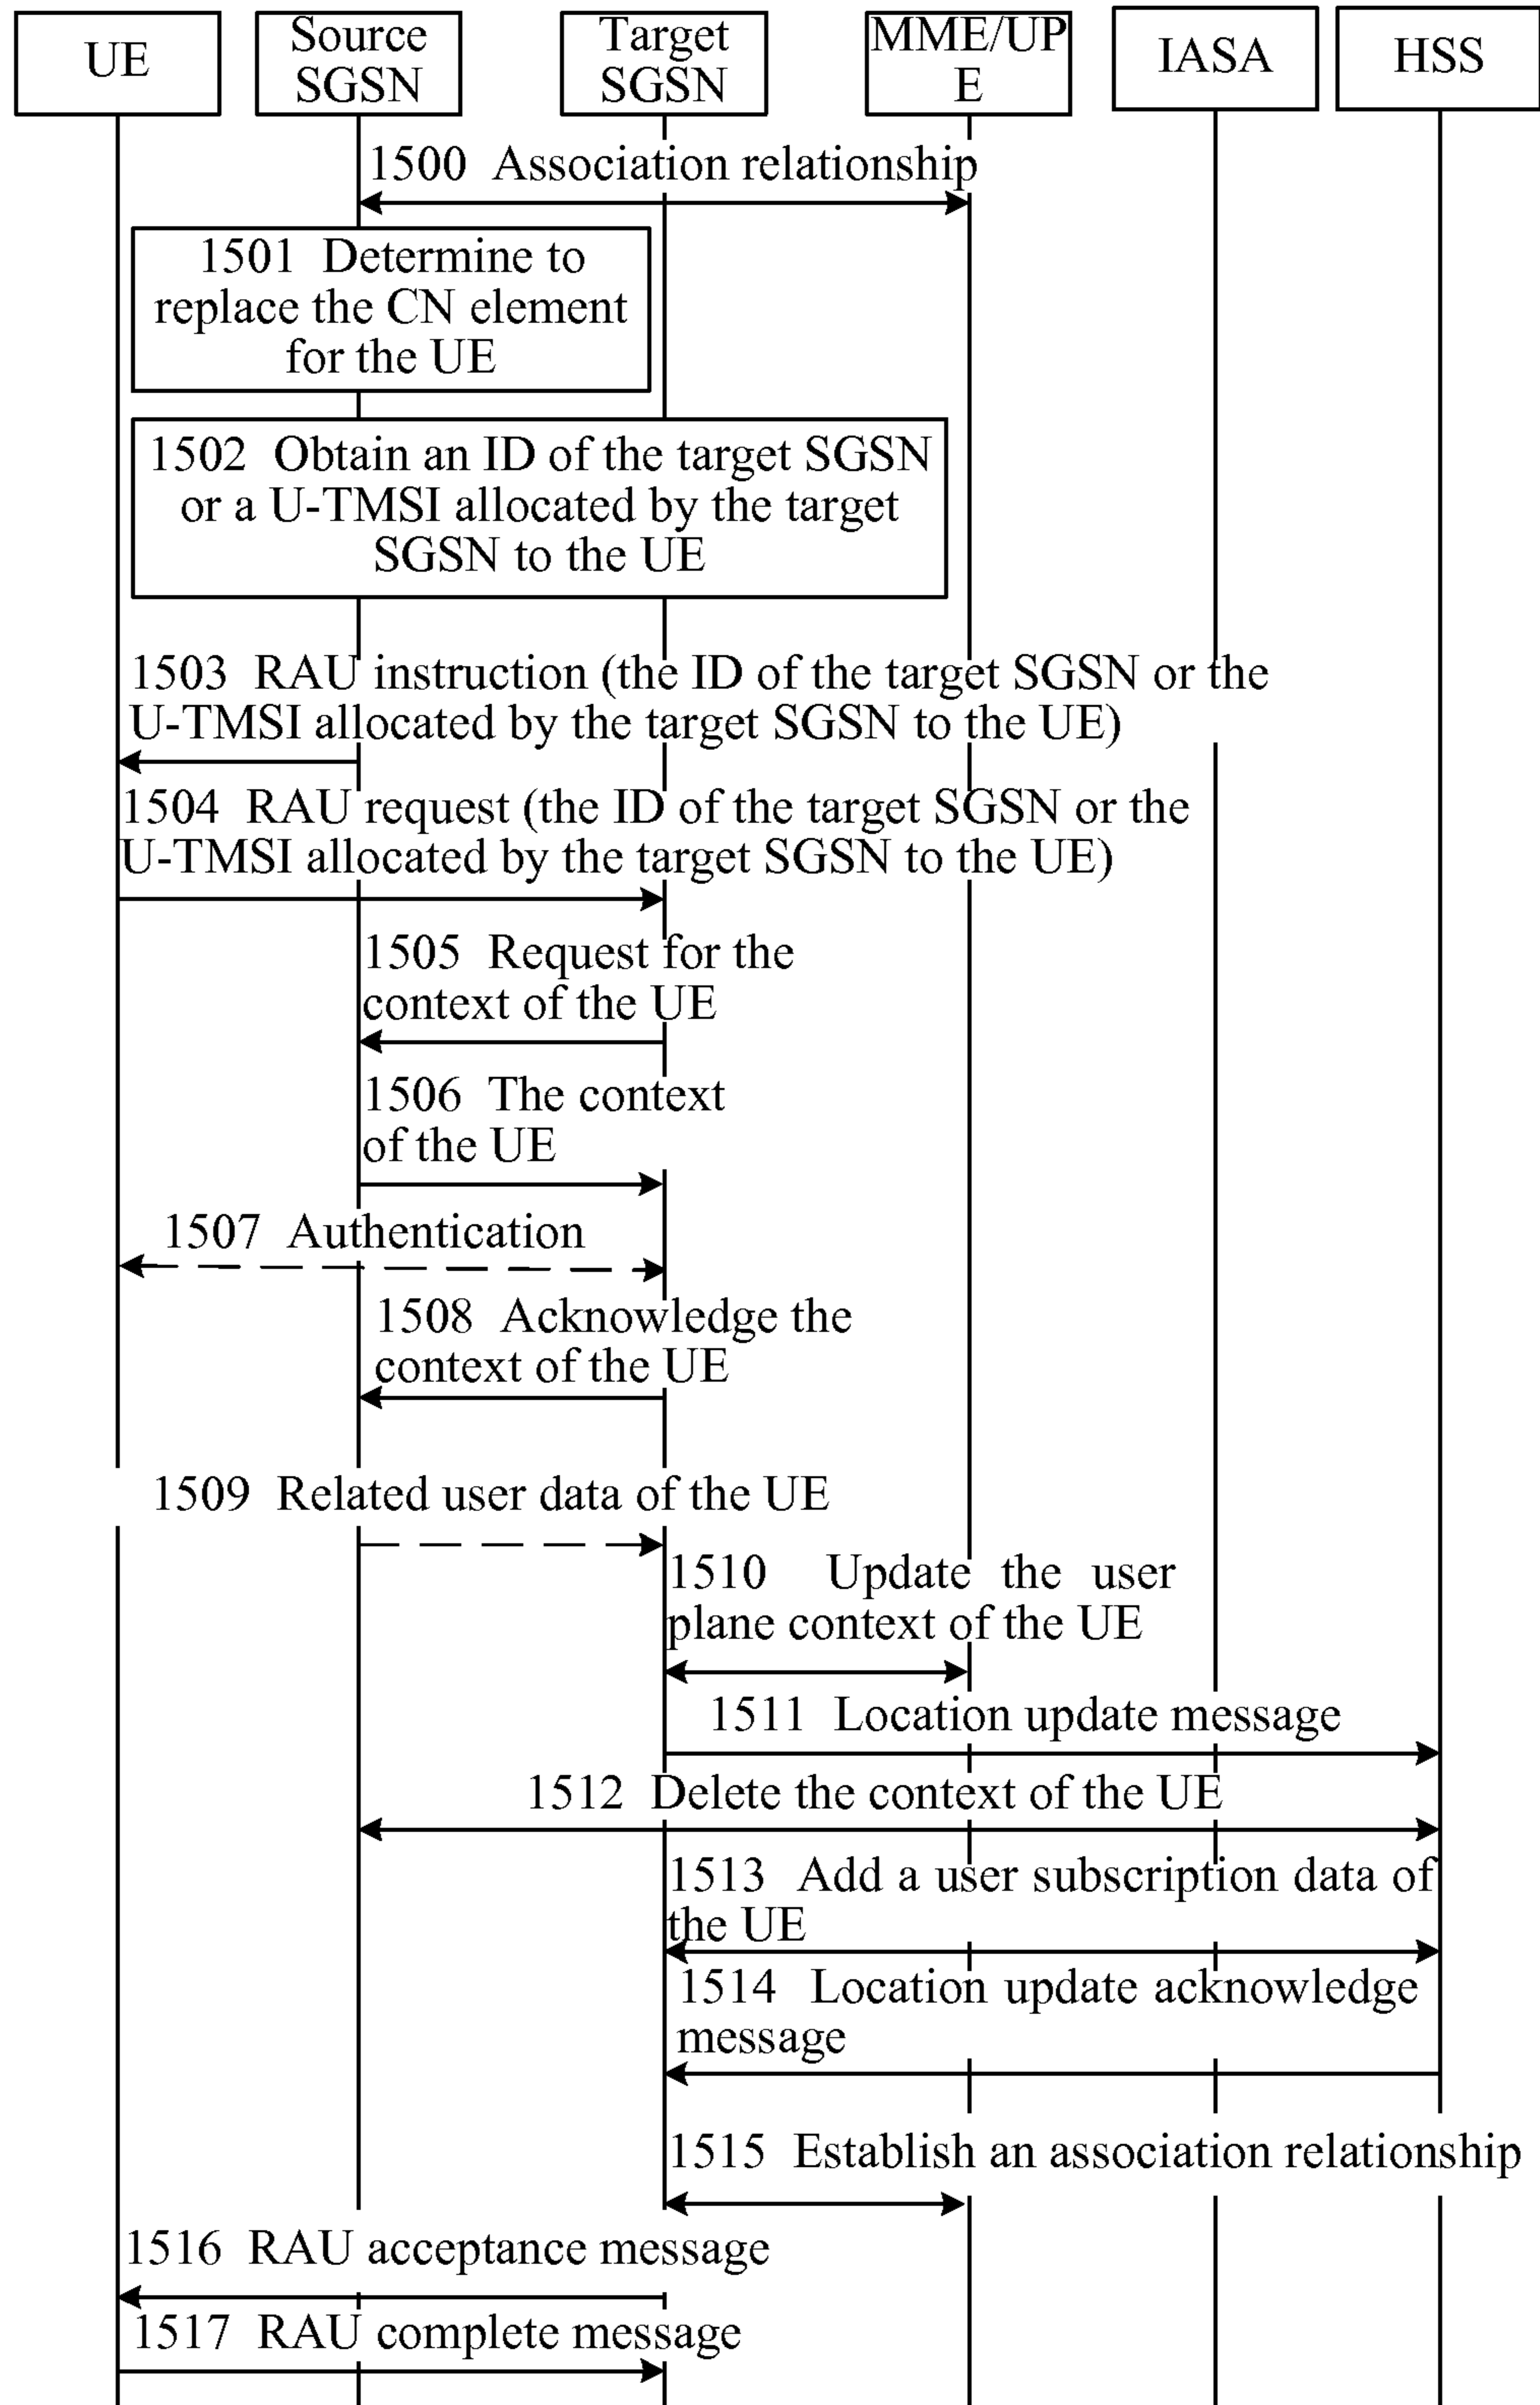 UE
Source
SGSN
Target
SGSN
MME/UP
E
IASA
HSS
1500 Association relationship
1501 Determine to
replace the CN element
for the UE
1502 Obtain an ID of the target SGSN
or a U-TMSI allocated by the target
SGSN to the UE
1503 RAU instruction (the ID of the target SGSN or the
U-TMSI allocated by the target SGSN to the UE)
1504 RAU request (the ID of the target SGSN or the
U-TMSI allocated by the target SGSN to the UE)
1505 Request for the
context of the UE
1506 The context
of the UE
1507 Authentication
1508 Acknowledge the
context of the UE
1509 Related user data of the UE
1510 Update the user
plane context of the UE
1511 Location update message
1512 Delete the context of the UE
1513 Add a user subscription data of
the UE
1514 Location update acknowledge
message
1515 Establish an association relationship
1516 RAU acceptance message
1517 RAU complete message